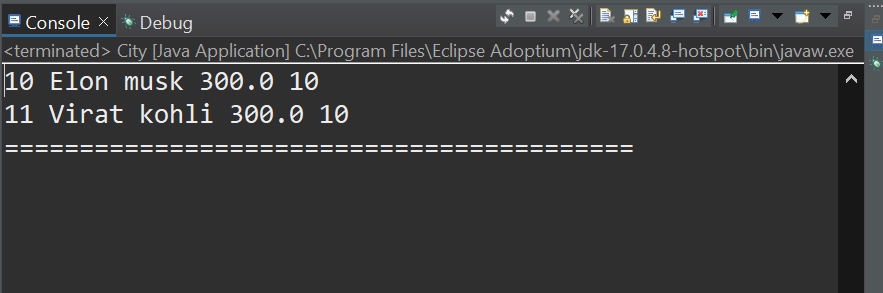 Console Debug
<terminated> City [Java Application] C:\Program Files\Eclipse Adoptium\jdk-17.0.4.8-hotspot\bin\javaw.exe
10 Elon musk 300.0 10
11 Virat kohli 300.0 10
==========================================